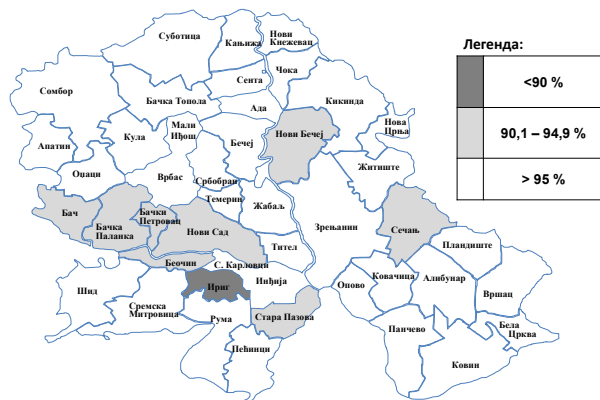 Суботица
Кањижа
Нови
Кнежевац
Чока
Сента
Сомбор
Бачка Топола
Ада
Кикинда
Мали
Иђош
Нова
Црња
Апатин
Кула
Бечеј
Нови Бечеј
Оџаци
Врбас
Србобран
Житиште
Темерин
Жабаљ
Бач
Бачка
Паланка
Бачки
Петровац
Нови Сад
Зрењанин
Сечањ
Тител
Пландиште
Беочин
С. Карловци
Шид
Ириг
Инђија
Опово
Ковачица
Алибунар
Вршац
Сремска
Митровица
Рума
Стара Пазова
Панчево
Бела
Црква
Пећинци
Ковин
Легенда:
<90 %
90,1 – 94,9 %
> 95 %